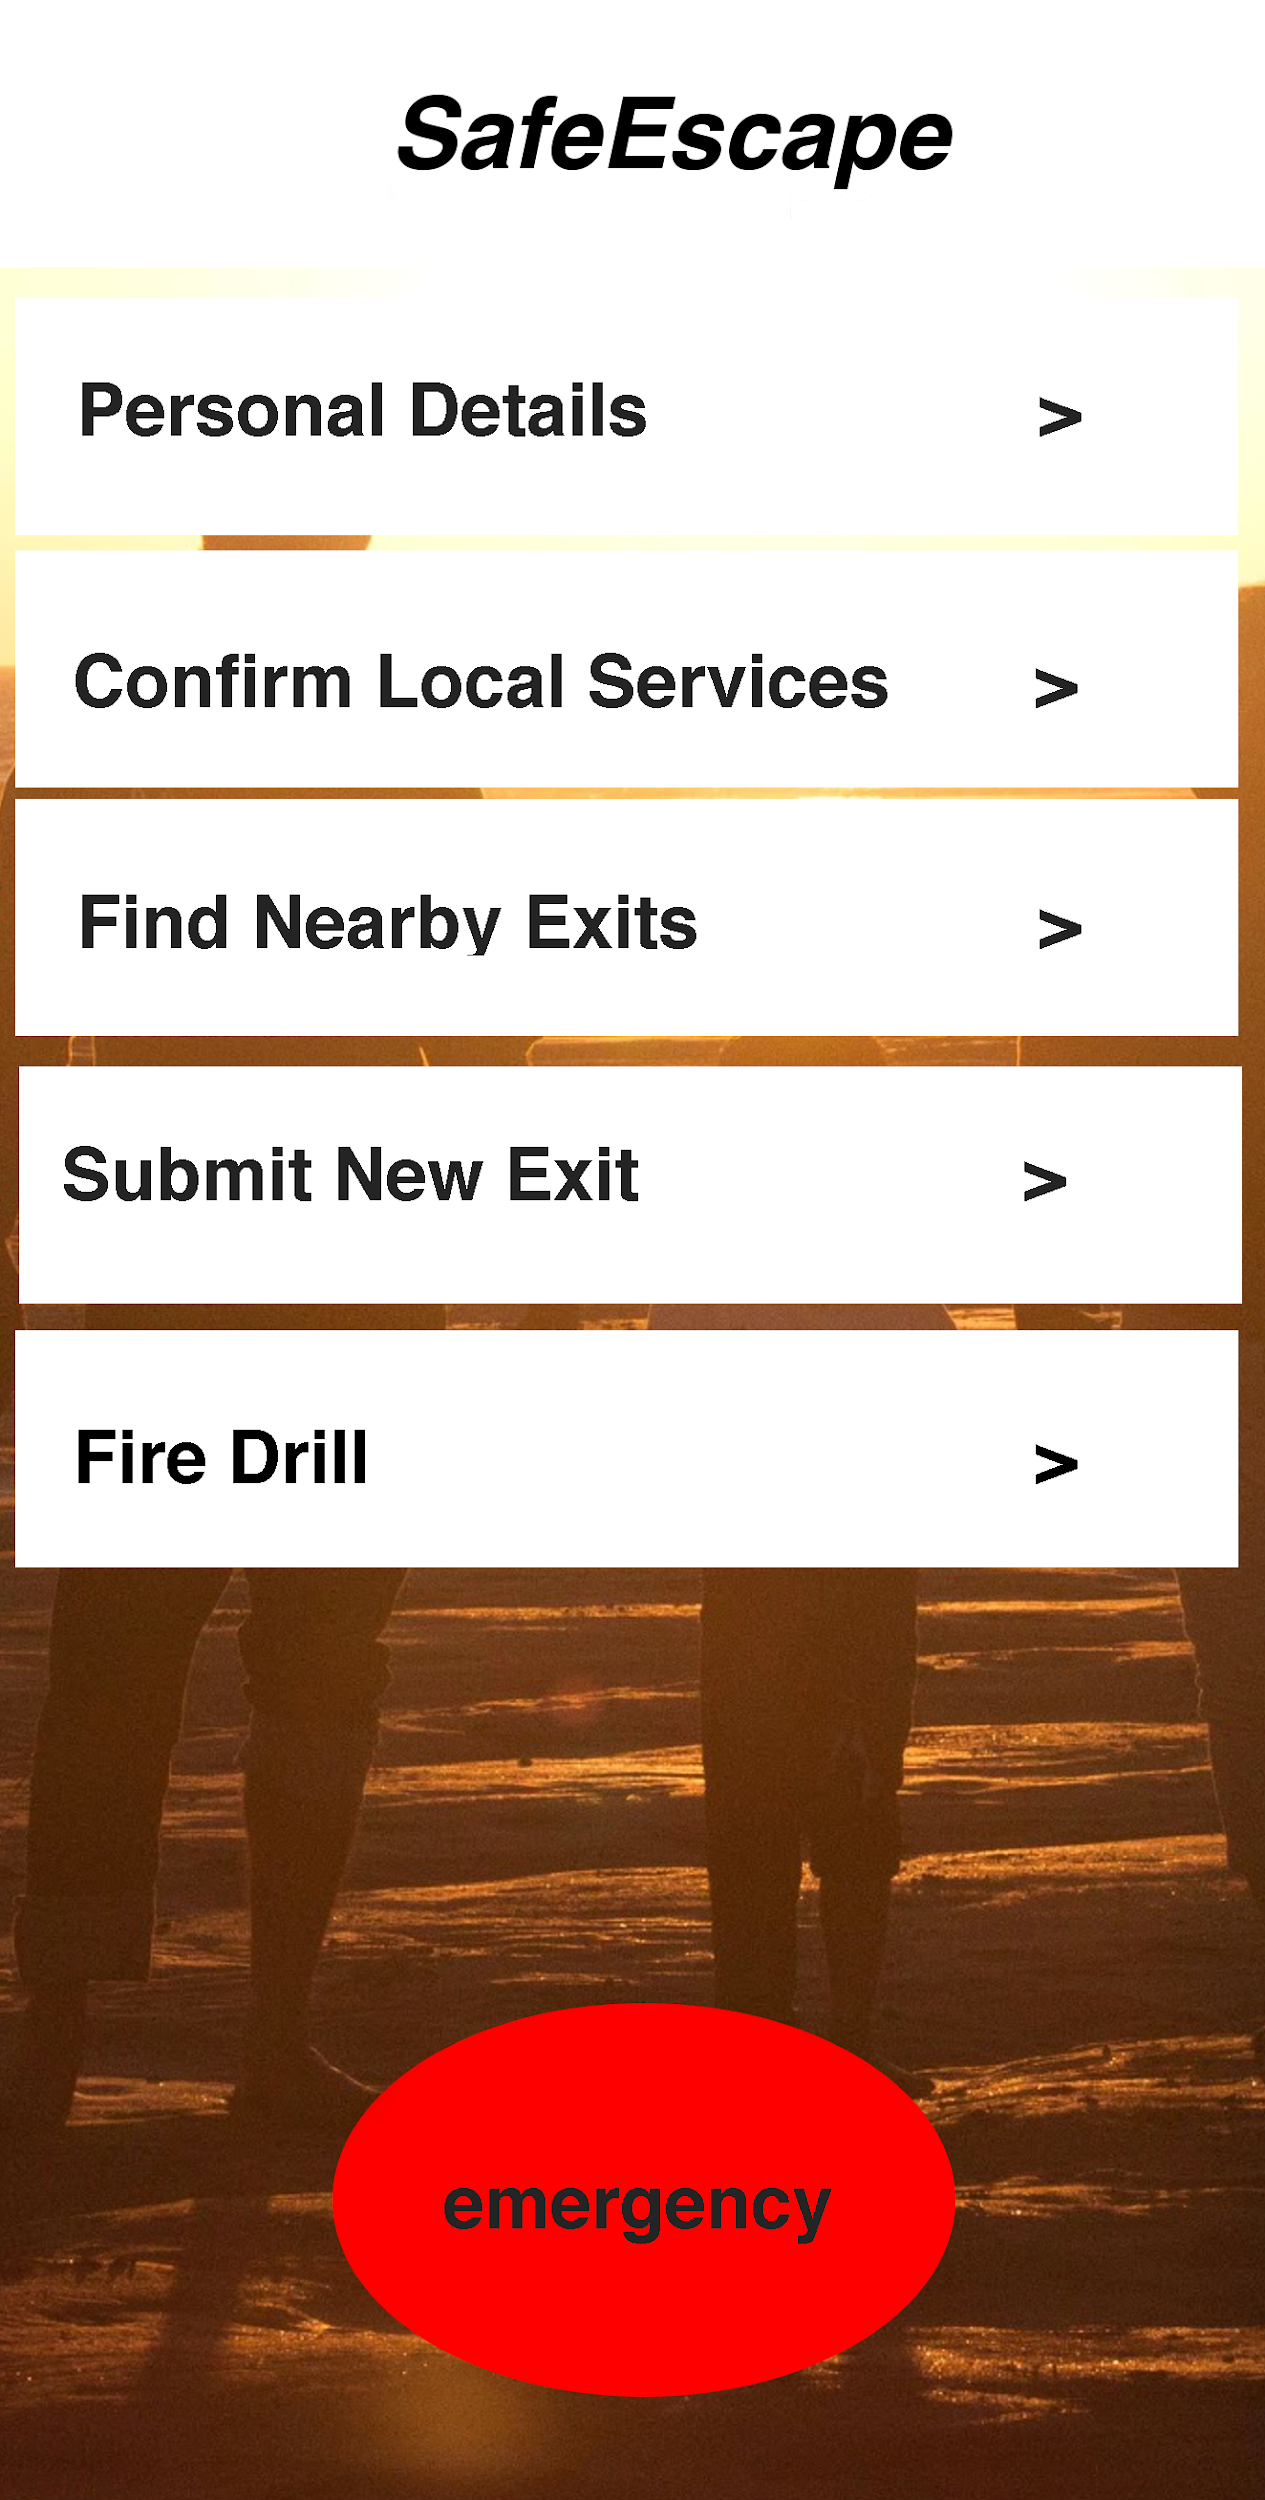 SafeEscape
Personal Details >
Confirm Local Services >
Find Nearby Exits >
Submit New Exit >
Fire Drill >
emergency